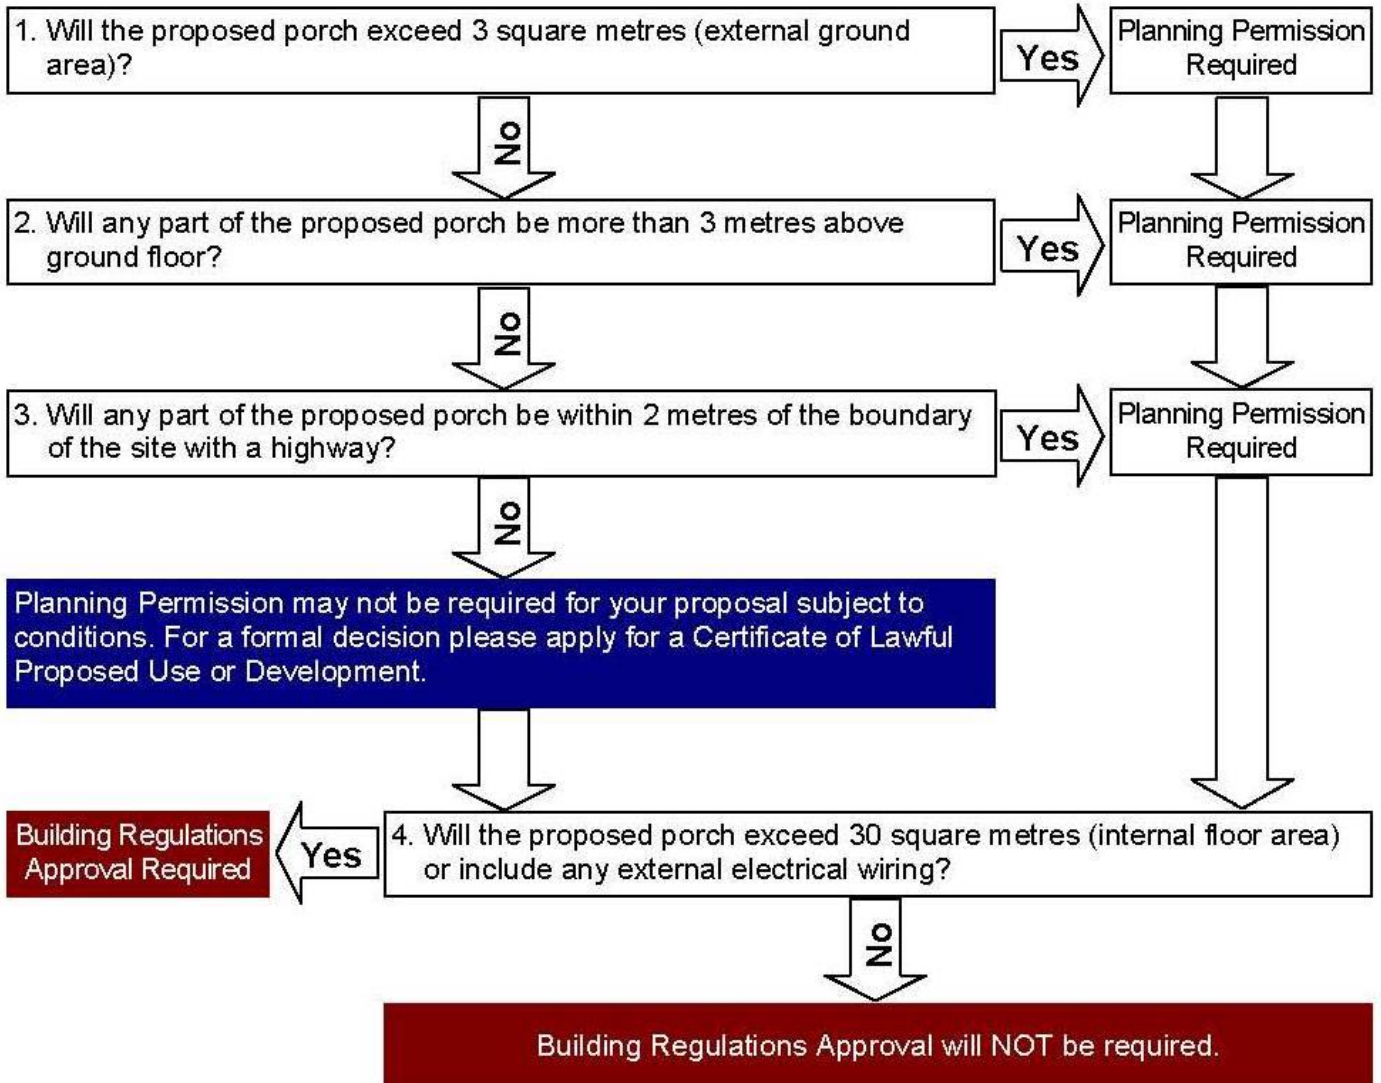 1. Will the proposed porch exceed 3 square metres (external ground
area)?
Yes
Planning Permission
Required
No
2. Will any part of the proposed porch be more than 3 metres above
ground floor?
Yes
Planning Permission
Required
No
3. Will any part of the proposed porch be within 2 metres of the boundary
of the site with a highway?
Yes
Planning Permission
Required
No
Planning Permission may not be required for your proposal subject to
conditions. For a formal decision please apply for a Certificate of Lawful
Proposed Use or Development.
Building Regulations
Approval Required
Yes
4. Will the proposed porch exceed 30 square metres (internal floor area)
or include any external electrical wiring?
No
Building Regulations Approval will NOT be required.